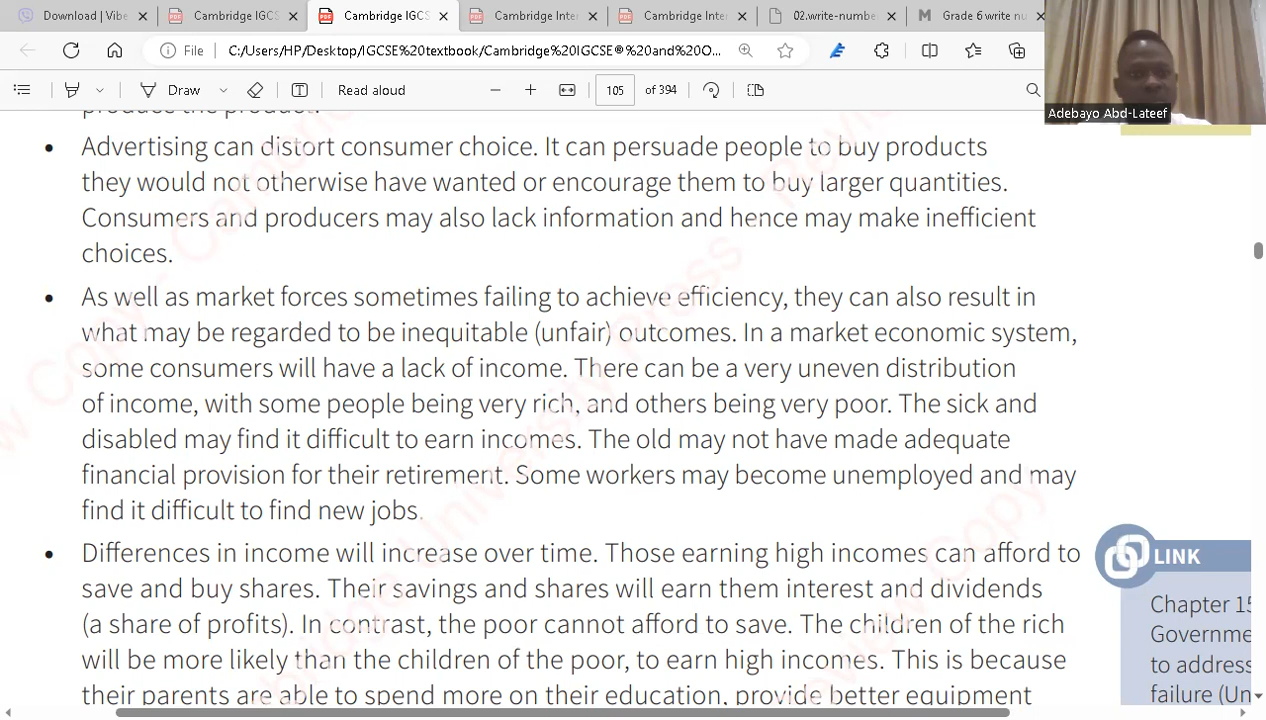 Download | Vibe
Cambridge IGCS
Cambridge IGCS
Cambridge Inte
Cambridge Inte
02.write-numbe
Grade 6 write nu
File
C:/Users/HP/Desktop/IGCSE%20textbook/Cambridge%20IGCSE®%20and%20O...
Draw
Read aloud
105 of 394
Adebayo Abd-Lateef
produce the product.
• Advertising can distort consumer choice. It can persuade people to buy products
they would not otherwise have wanted or encourage them to buy larger quantities.
Consumers and producers may also lack information and hence may make inefficient
choices.
• As well as market forces sometimes failing to achieve efficiency, they can also result in
what may be regarded to be inequitable (unfair) outcomes. In a market economic system,
some consumers will have a lack of income. There can be a very uneven distribution
of income, with some people being very rich, and others being very poor. The sick and
disabled may find it difficult to earn incomes. The old may not have made adequate
financial provision for their retirement. Some workers may become unemployed and may
find it difficult to find new jobs.
• Differences in income will increase over time. Those earning high incomes can afford to
save and buy shares. Their savings and shares will earn them interest and dividends
(a share of profits). In contrast, the poor cannot afford to save. The children of the rich
will be more likely than the children of the poor, to earn high incomes. This is because
their parents are able to spend more on their education, provide better equipment
LINK
Chapter 15
Governme
to address
failure (Un